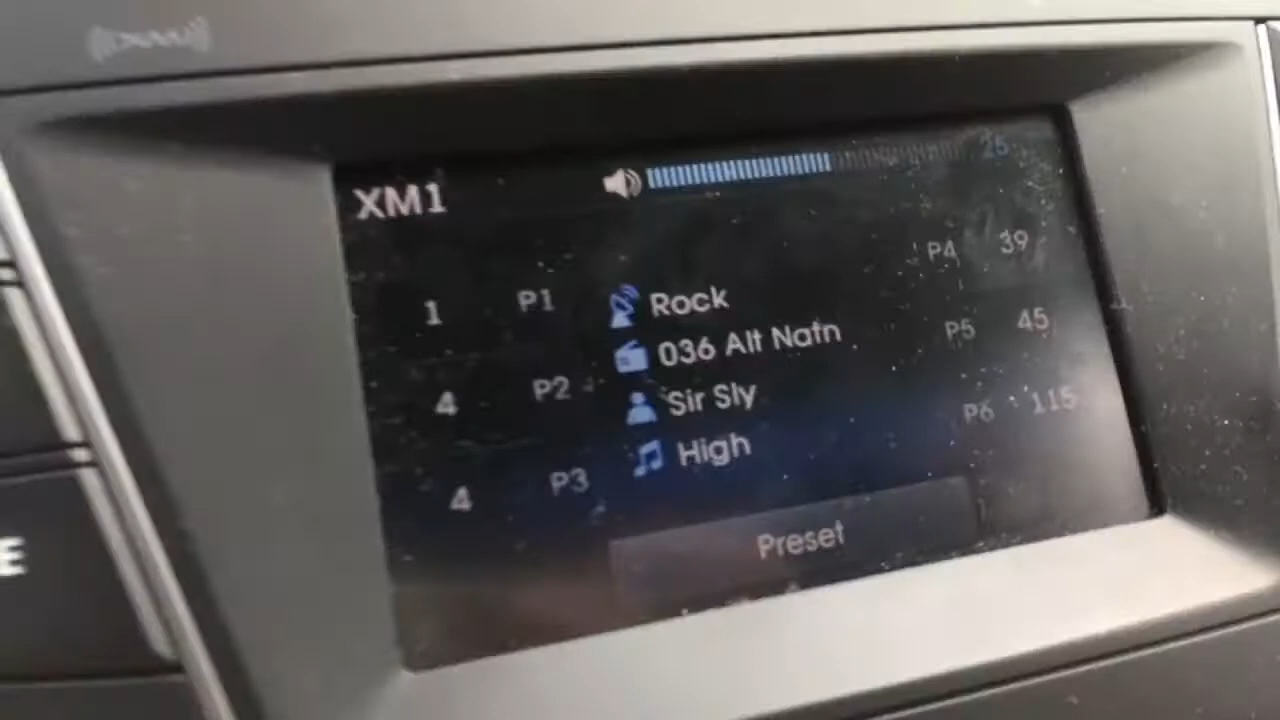 XM1
25
1 P1
4 P2
4 P3
Rock
036 Alt Natn
Sir Sly
High
P4 39
P5 45
P6 115
Preset
E